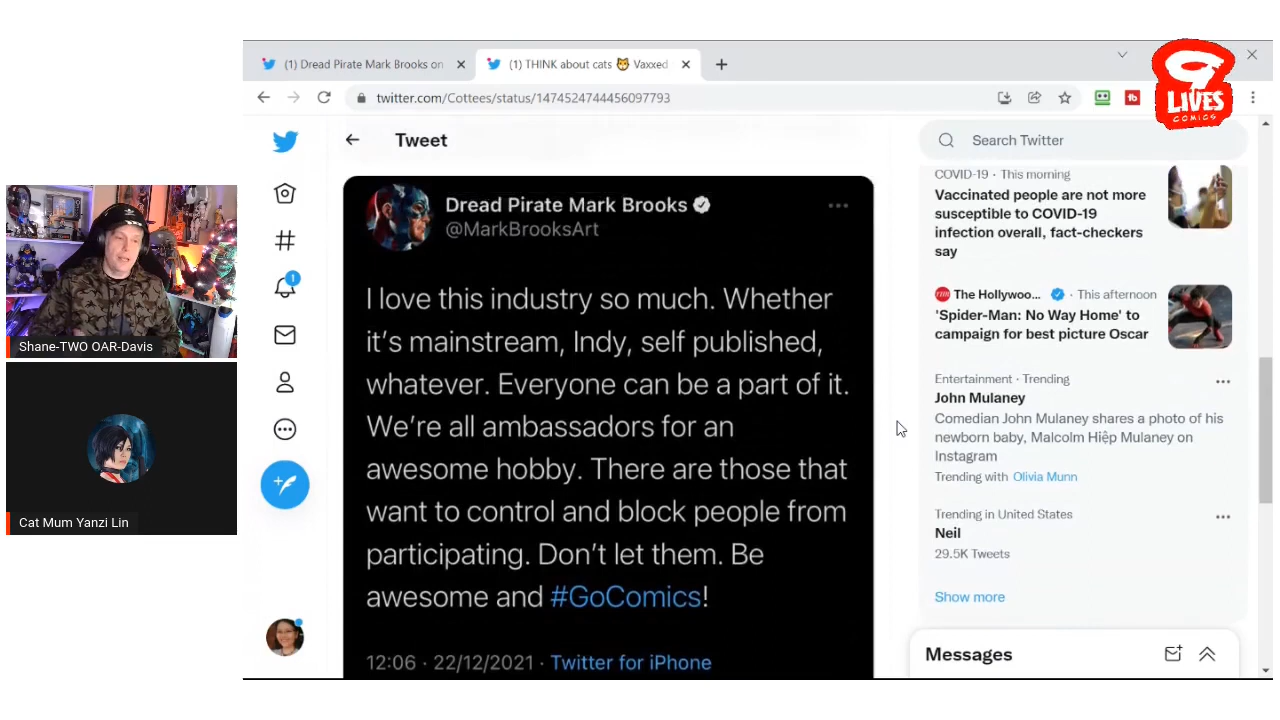 (1) Dread Pirate Mark Brooks on
(1) THINK about cats 🐱 Vaxxed
twitter.com/Cottees/status/1474524744456097793
9
LIVES
COMICS
Tweet
Search Twitter
Dread Pirate Mark Brooks
@MarkBrooksArt
I love this industry so much. Whether
it's mainstream, Indy, self published,
whatever. Everyone can be a part of it.
We're all ambassadors for an
awesome hobby. There are those that
want to control and block people from
participating. Don't let them. Be
awesome and #GoComics!
12:06 · 22/12/2021 · Twitter for iPhone
COVID-19 · This morning
Vaccinated people are not more
susceptible to COVID-19
infection overall, fact-checkers
say
The Hollywoo... · This afternoon
'Spider-Man: No Way Home' to
campaign for best picture Oscar
Entertainment · Trending
John Mulaney
Comedian John Mulaney shares a photo of his
newborn baby, Malcolm Hiệp Mulaney on
Instagram
Trending with Olivia Munn
Trending in United States
Neil
29.5K Tweets
Show more
Messages
1
Shane-TWO OAR-Davis
Cat Mum Yanzi Lin